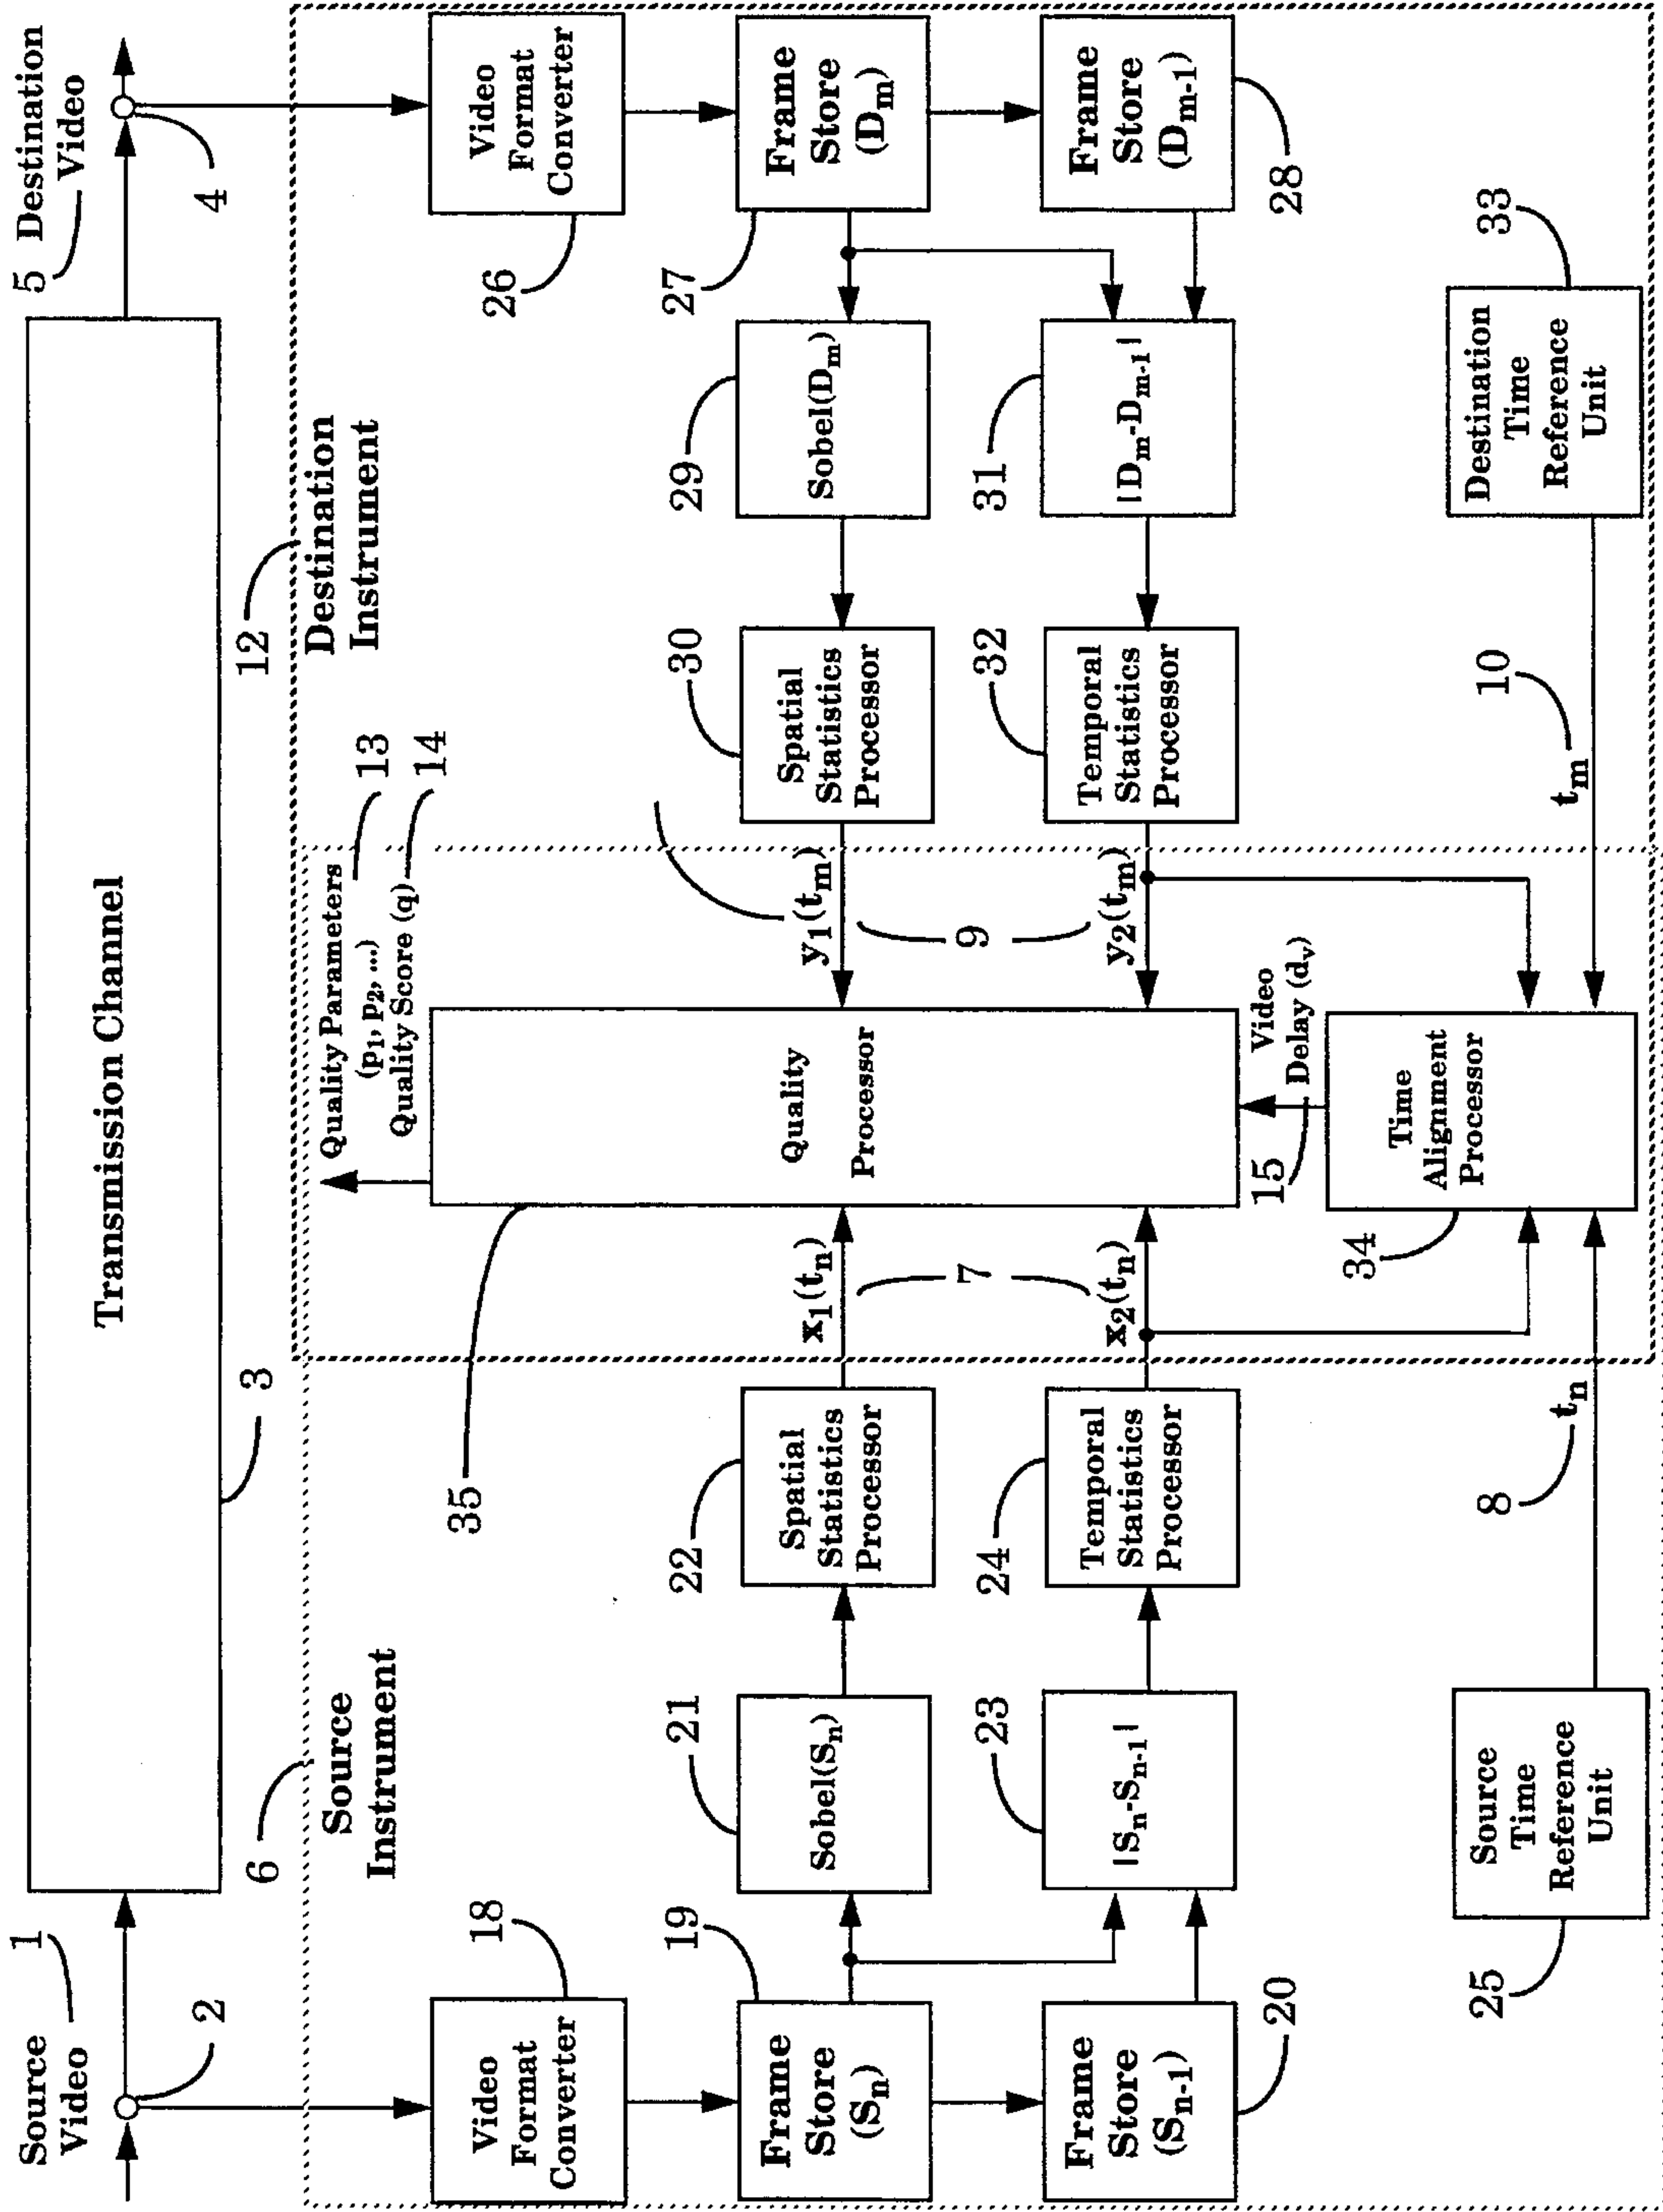 Source
Video
1
2
Transmission Channel
3
5 Destination
Video
4
6
Source
Instrument
12
Destination
Instrument
Quality Parameters
(p1, p2, ...)
13
Quality Score (q)
14
Video
Format
Converter
18
35
Video
Format
Converter
26
Frame
Store
(Sn)
19
Sobel(Sn)
21
Spatial
Statistics
Processor
22
x1(tn)
7
Quality
Processor
y1(tm)
9
Spatial
Statistics
Processor
30
Sobel(Dm)
29
Frame
Store
(Dm)
27
Frame
Store
(Sn-1)
20
|Sn-Sn-1|
23
Temporal
Statistics
Processor
24
x2(tn)
y2(tm)
Temporal
Statistics
Processor
32
|Dm-Dm-1|
31
Frame
Store
(Dm-1)
28
15
Video
Delay (dv)
Source
Time
Reference
Unit
25
8
tn
34
Time
Alignment
Processor
tm
10
Destination
Time
Reference
Unit
33